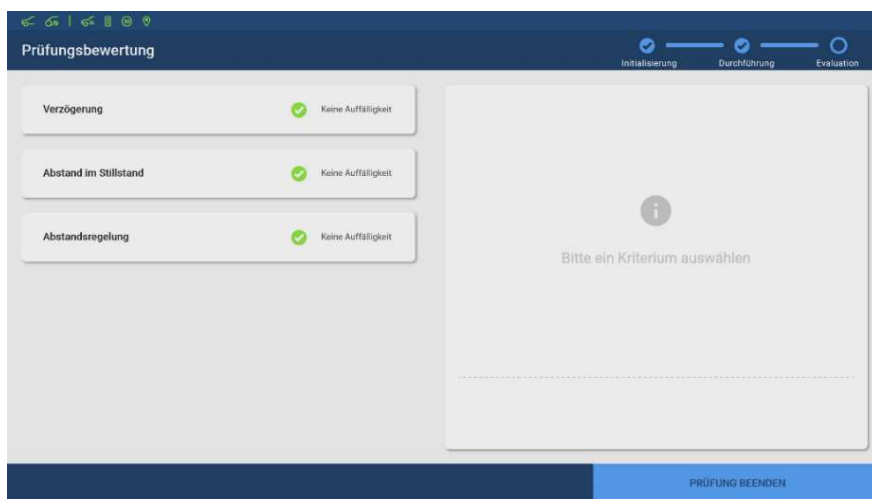 Prüfungsbewertung
Initialisierung
Durchführung
Evaluation
Verzögerung
Keine Auffälligkeit
Abstand im Stillstand
Keine Auffälligkeit
Abstandsregelung
Keine Auffälligkeit
Bitte ein Kriterium auswählen
PRÜFUNG BEENDEN